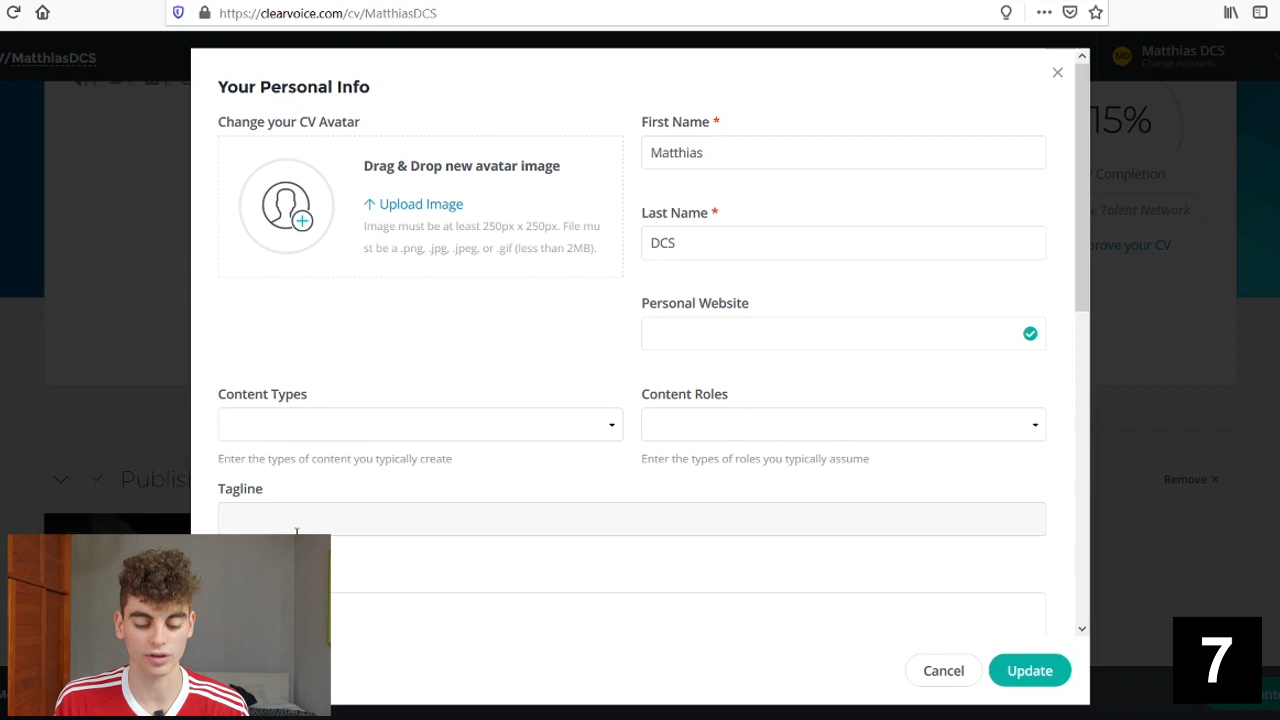 https://clearvoice.com/cv/MatthiasDCS
/MatthiasDCS
Matthias DCS
Change Accounts
Your Personal Info
Change your CV Avatar
Drag & Drop new avatar image
Upload Image
Image must be at least 250px x 250px. File mu
st be a .png, .jpg, .jpeg, or .gif (less than 2MB).
First Name *
Matthias
Last Name *
DCS
Personal Website
15%
Completion
Talent Network
prove your CV
Content Types
Enter the types of content you typically create
Content Roles
Enter the types of roles you typically assume
Tagline
Publis
Remove ×
Cancel
Update
7